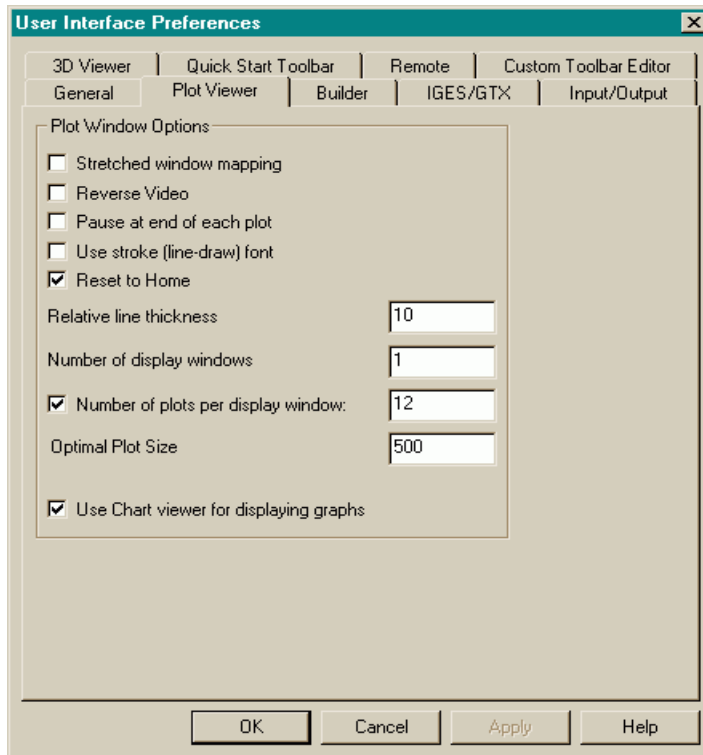 User Interface Preferences
3D Viewer Quick Start Toolbar Remote Custom Toolbar Editor
General Plot Viewer Builder IGES/GTX Input/Output
Plot Window Options
Stretched window mapping
Reverse Video
Pause at end of each plot
Use stroke (line-draw) font
Reset to Home
Relative line thickness 10
Number of display windows 1
Number of plots per display window: 12
Optimal Plot Size 500
Use Chart viewer for displaying graphs
OK Cancel Apply Help